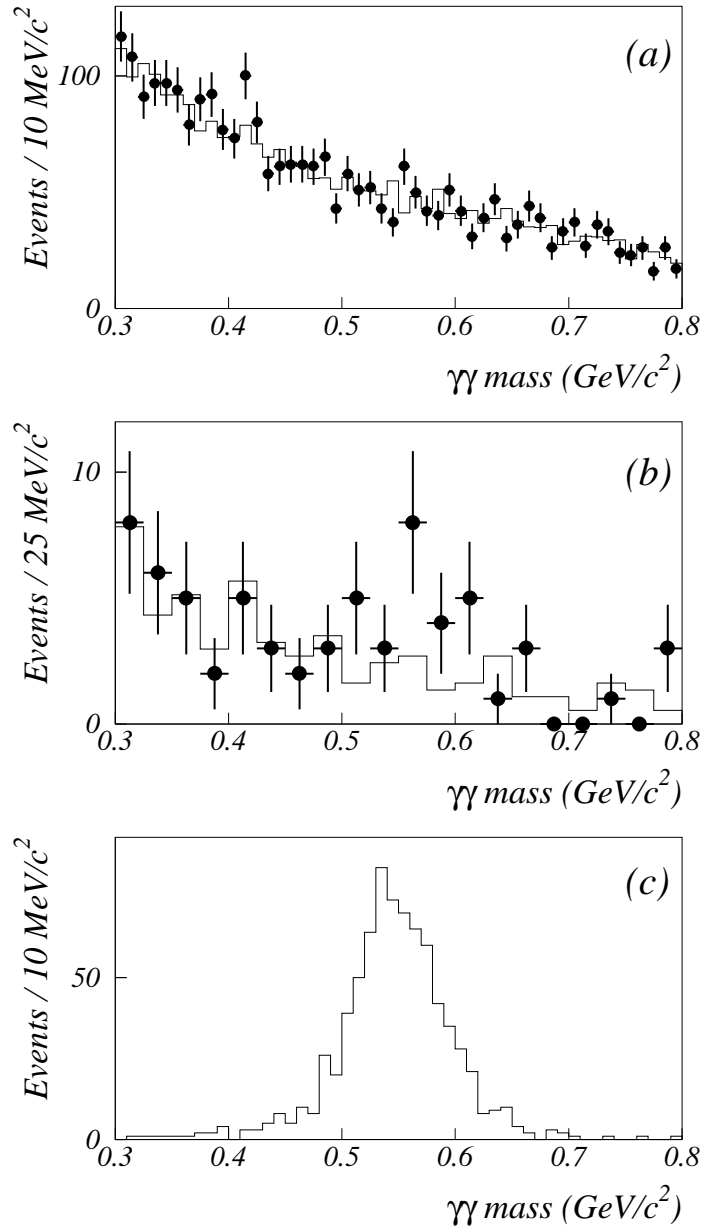 (a)
Events / 10 MeV/c²
100
0
0.3 0.4 0.5 0.6 0.7 0.8
γγ mass (GeV/c²)
(b)
Events / 25 MeV/c²
10
0
0.3 0.4 0.5 0.6 0.7 0.8
γγ mass (GeV/c²)
(c)
Events / 10 MeV/c²
50
0
0.3 0.4 0.5 0.6 0.7 0.8
γγ mass (GeV/c²)